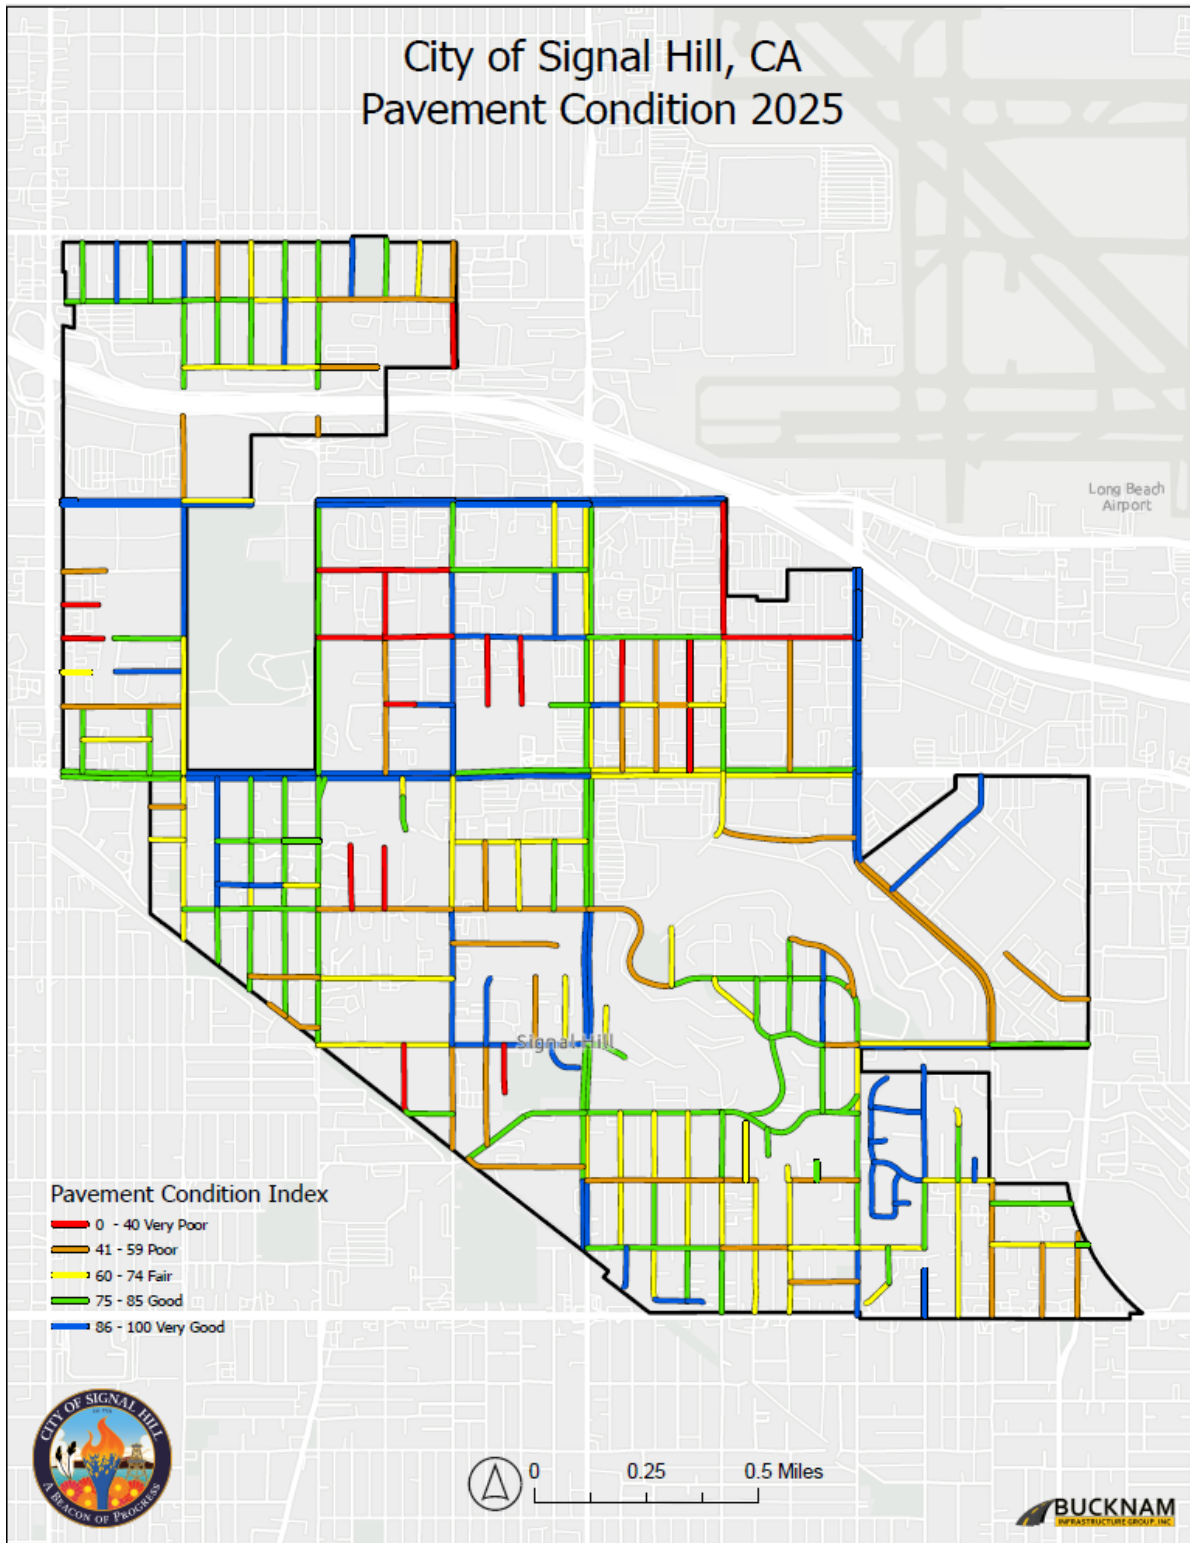 City of Signal Hill, CA
Pavement Condition 2025
Long Beach
Airport
Signal Hill
Pavement Condition Index
0 - 40 Very Poor
41 - 59 Poor
60 - 74 Fair
75 - 85 Good
86 - 100 Very Good
CITY OF SIGNAL HILL
A BEACON OF PROGRESS
0 0.25 0.5 Miles
BUCKNAM
INFRASTRUCTURE GROUP, INC